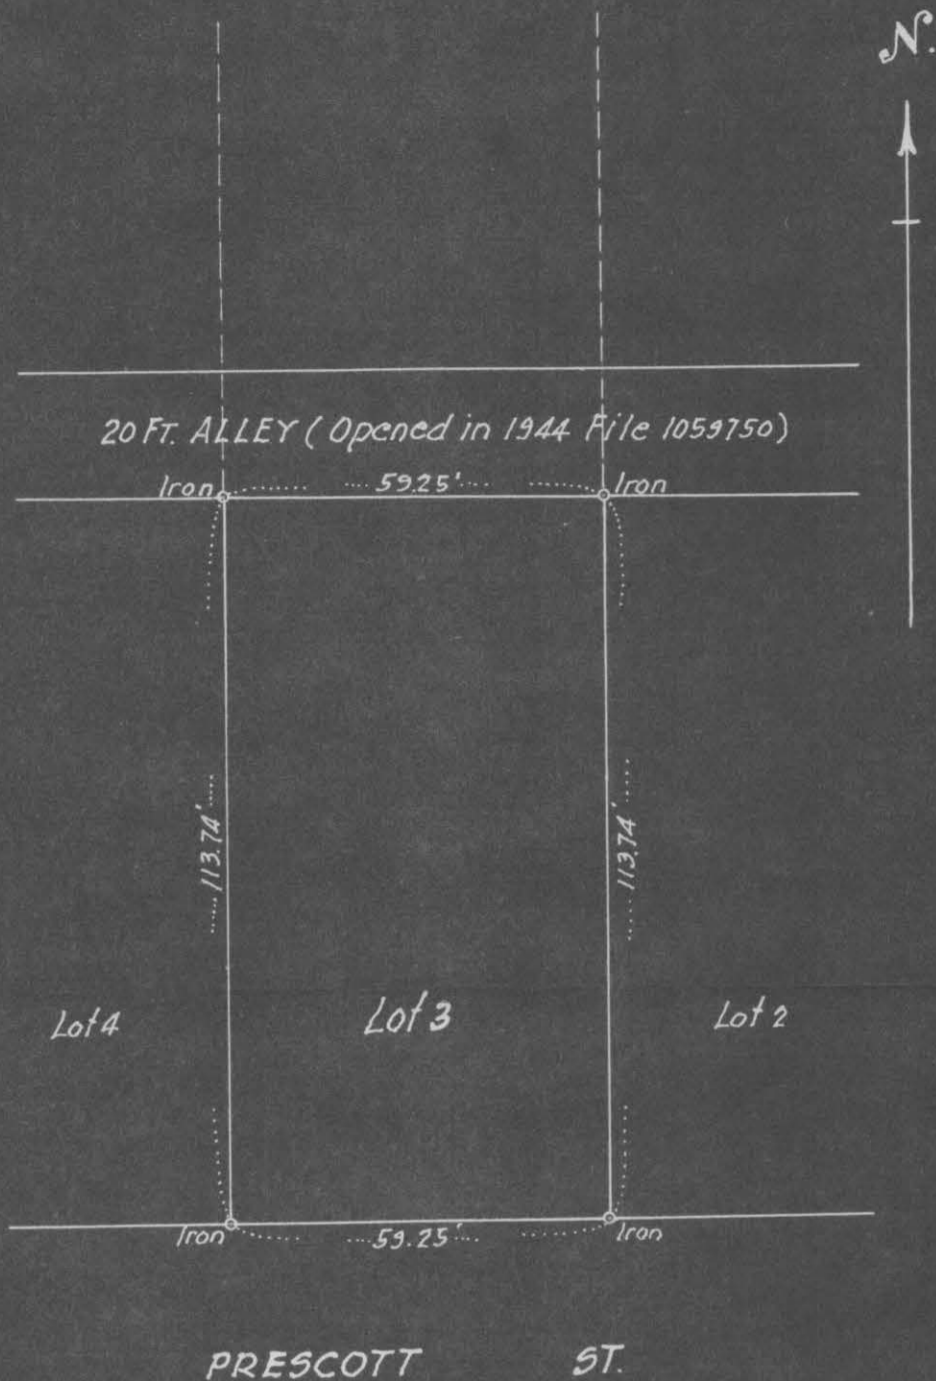 N.
20 FT. ALLEY (Opened in 1944 File 1059750)
Iron 59.25' Iron
113.74' 113.74'
Lot 4 Lot 3 Lot 2
Iron 59.25' Iron
PRESCOTT ST.